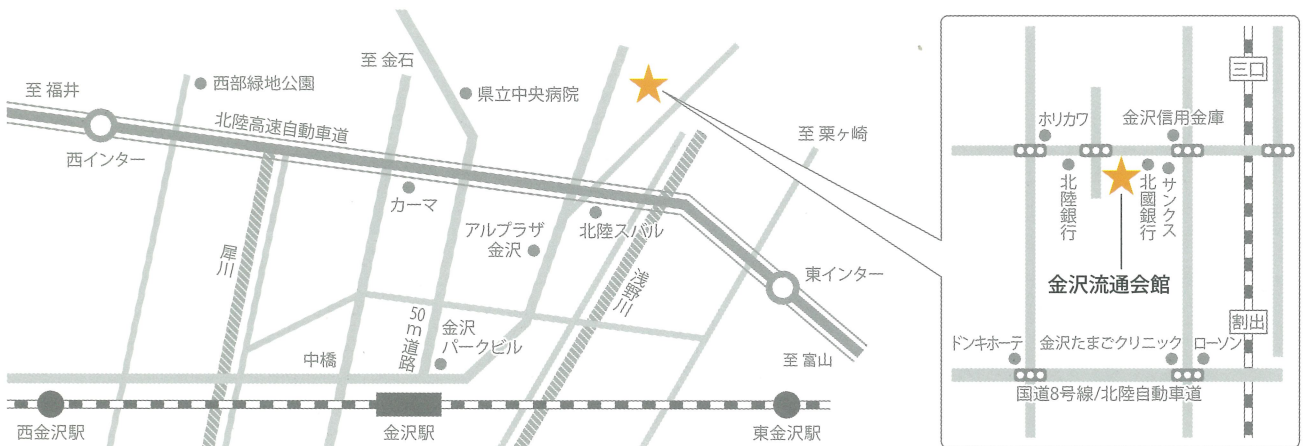 至 福井
西部緑地公園
至 金石
県立中央病院
北陸高速自動車道
西インター
至 粟ヶ崎
カーマ
アルプラザ
金沢
北陸スバル
犀川
浅野川
東インター
50m道路
金沢
パークビル
中橋
至 富山
西金沢駅
金沢駅
東金沢駅
三口
ホリカワ
金沢信用金庫
北陸銀行
北國銀行
サンクス
金沢流通会館
割出
ドンキホーテ
金沢たまごクリニック
ローソン
国道8号線/北陸自動車道